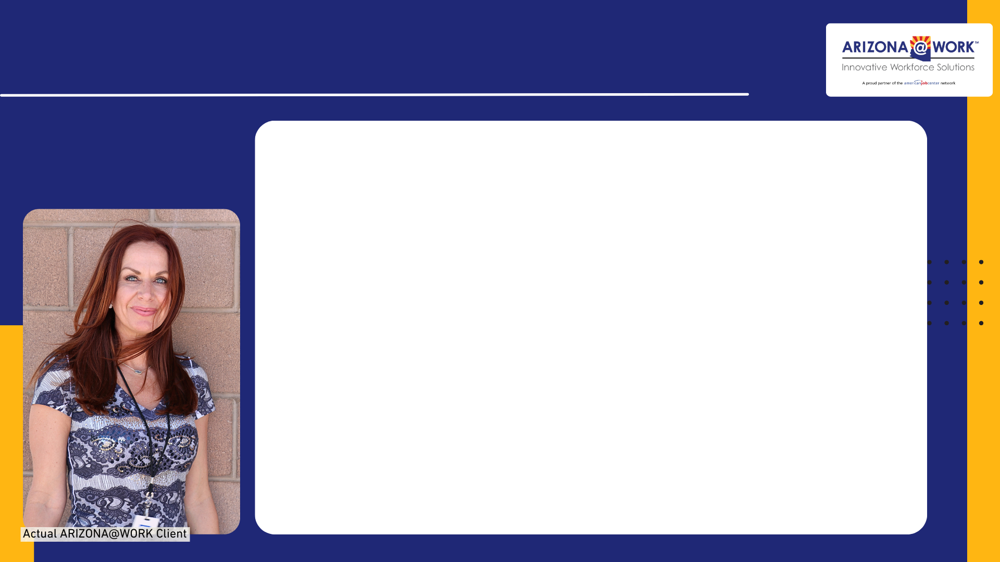 ARIZONA@WORK™
Innovative Workforce Solutions
A proud partner of the americanjobcenter network
Actual ARIZONA@WORK Client